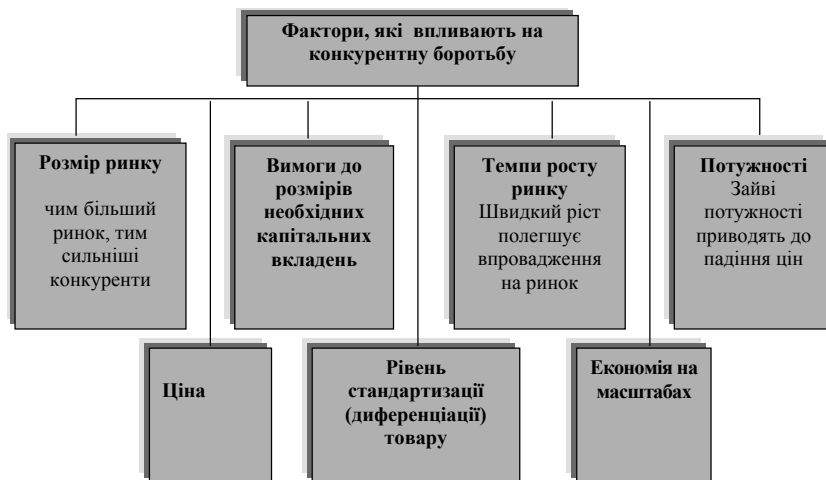 Фактори, які впливають на
конкурентну боротьбу
Розмір ринку
чим більший
ринок, тим
сильніші
конкуренти
Вимоги до
розмірів
необхідних
капітальних
вкладень
Темпи росту
ринку
Швидкий ріст
полегшує
впровадження
на ринок
Потужності
Зайві
потужності
приводять до
падіння цін
Ціна
Рівень
стандартизації
(диференціації)
товару
Економія на
масштабах